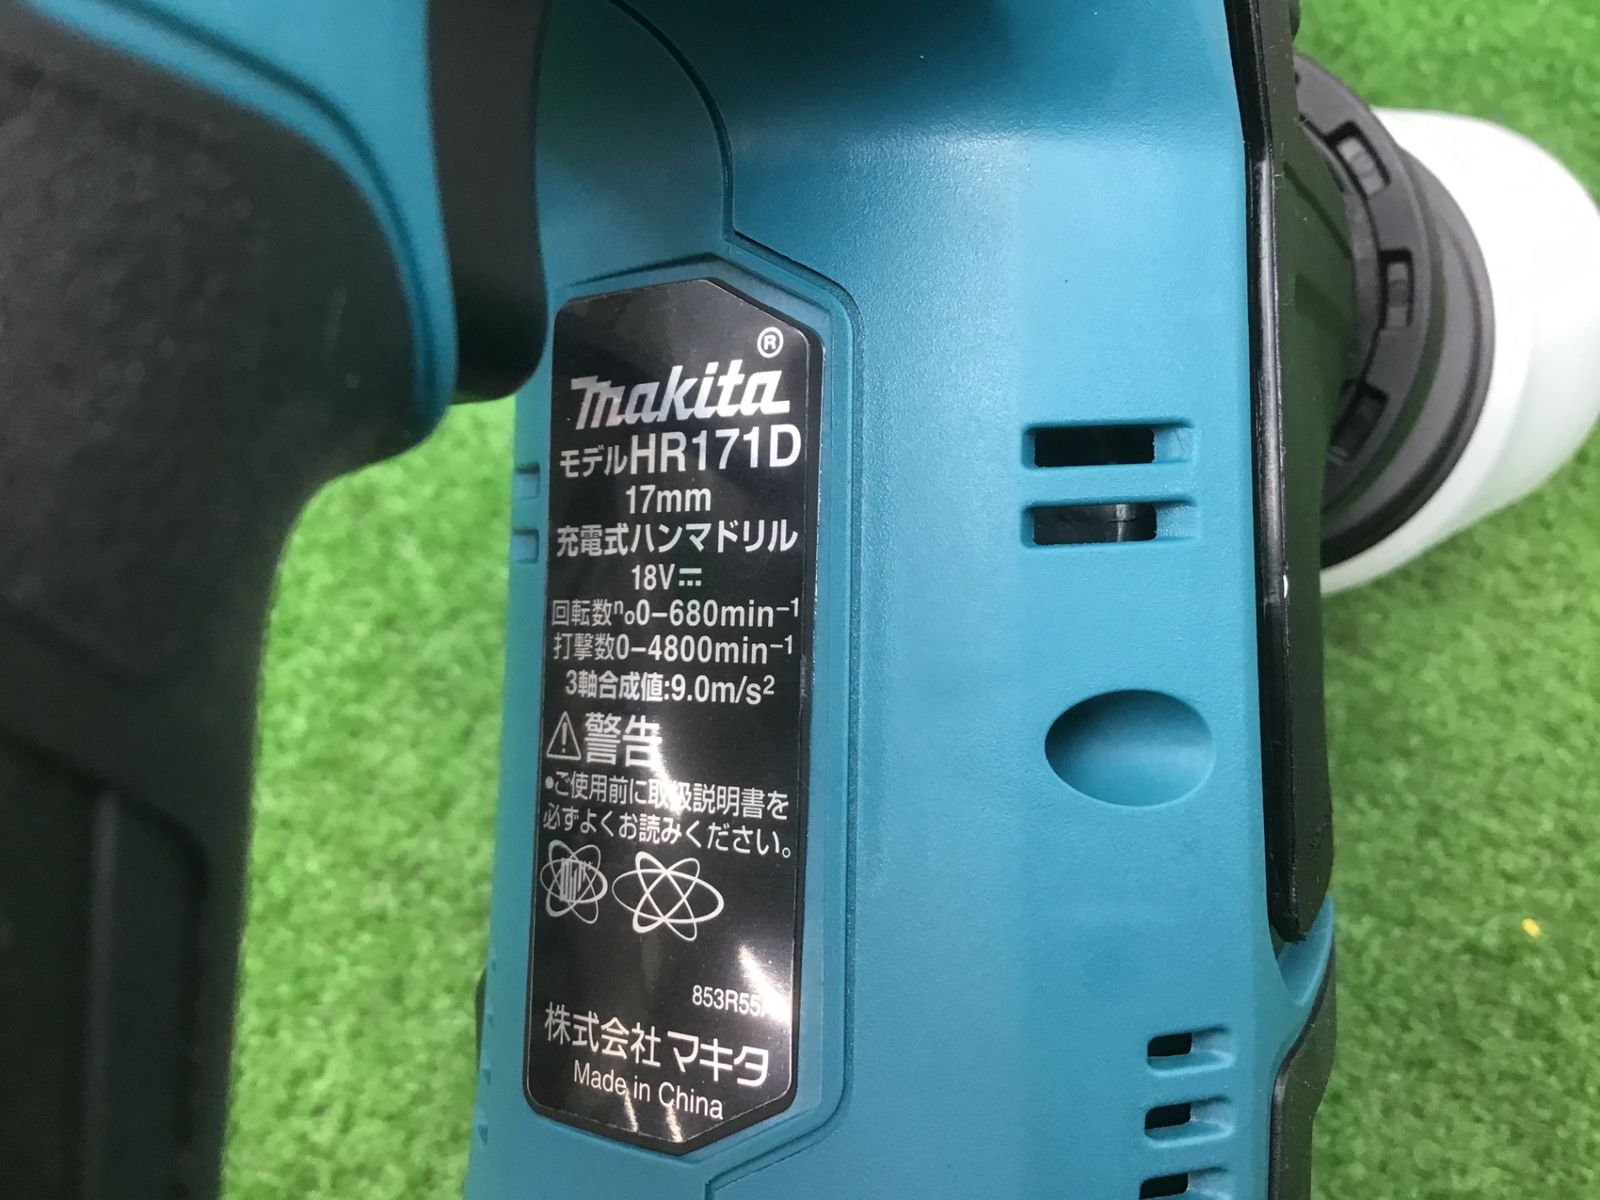 makita®
モデルHR171D
17mm
充電式ハンマドリル
18V⎓
回転数n₀0−680min⁻¹
打撃数0−4800min⁻¹
3軸合成値:9.0m/s²
⚠警告
•ご使用前に取扱説明書を
必ずよくお読みください。
株式会社マキタ
Made in China